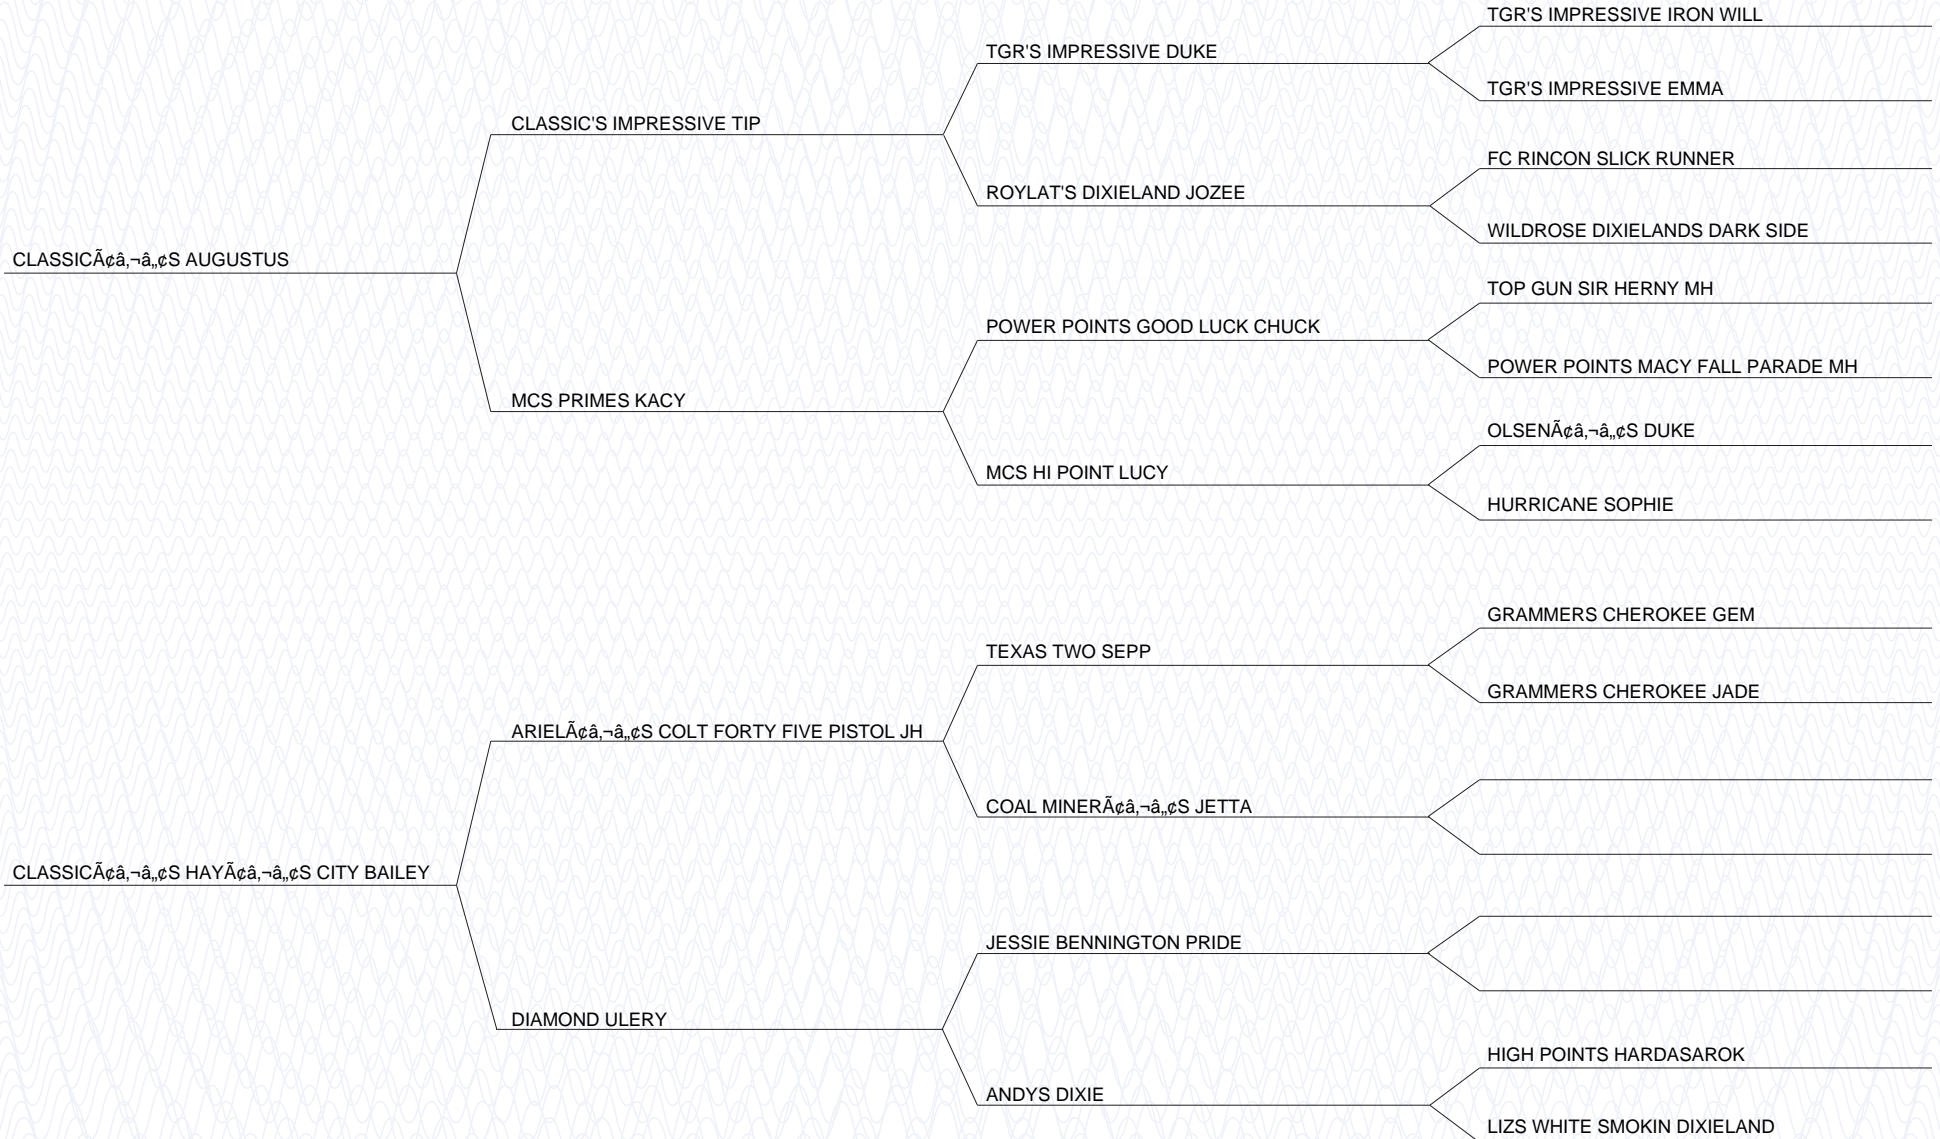 TGR'S IMPRESSIVE IRON WILL
TGR'S IMPRESSIVE DUKE
TGR'S IMPRESSIVE EMMA
CLASSIC'S IMPRESSIVE TIP
FC RINCON SLICK RUNNER
ROYLAT'S DIXIELAND JOZEE
WILDROSE DIXIELANDS DARK SIDE
CLASSICÃ¢â‚¬â„¢S AUGUSTUS
TOP GUN SIR HERNY MH
POWER POINTS GOOD LUCK CHUCK
POWER POINTS MACY FALL PARADE MH
MCS PRIMES KACY
OLSENÃ¢â‚¬â„¢S DUKE
MCS HI POINT LUCY
HURRICANE SOPHIE
GRAMMERS CHEROKEE GEM
TEXAS TWO SEPP
GRAMMERS CHEROKEE JADE
ARIELÃ¢â‚¬â„¢S COLT FORTY FIVE PISTOL JH
COAL MINERÃ¢â‚¬â„¢S JETTA
CLASSICÃ¢â‚¬â„¢S HAYÃ¢â‚¬â„¢S CITY BAILEY
JESSIE BENNINGTON PRIDE
DIAMOND ULERY
HIGH POINTS HARDASAROK
ANDYS DIXIE
LIZS WHITE SMOKIN DIXIELAND